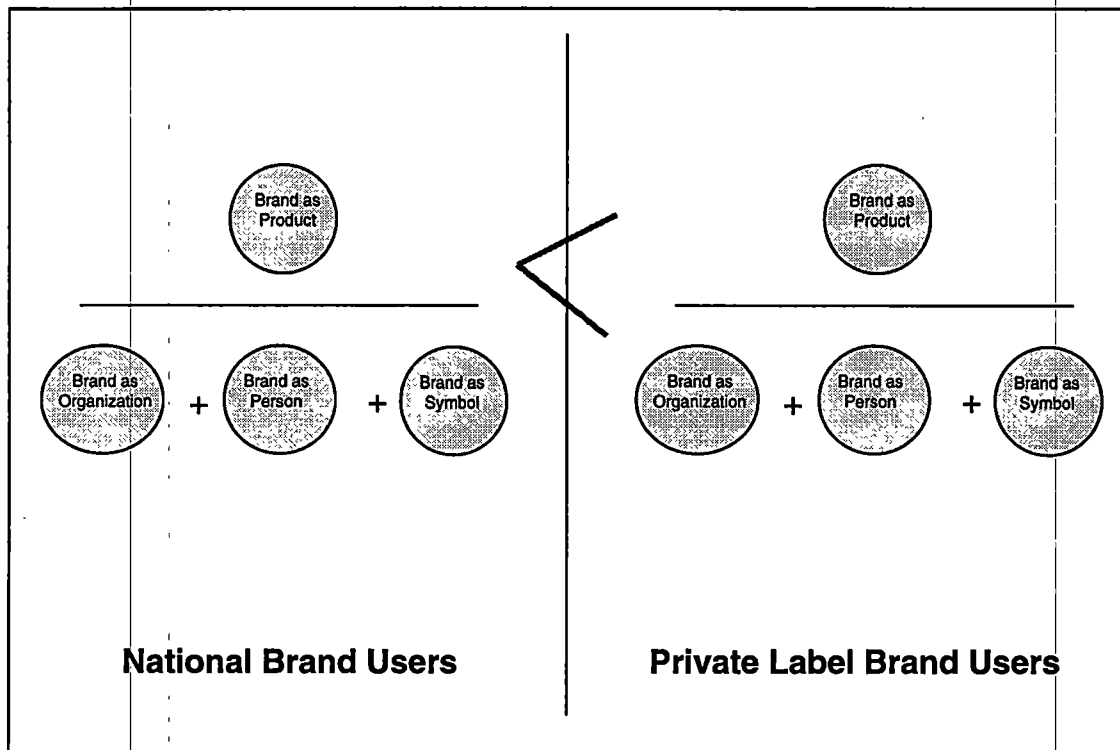 Brand as
Product
Brand as
Organization
+
Brand as
Person
+
Brand as
Symbol
National Brand Users
<
Brand as
Product
Brand as
Organization
+
Brand as
Person
+
Brand as
Symbol
Private Label Brand Users